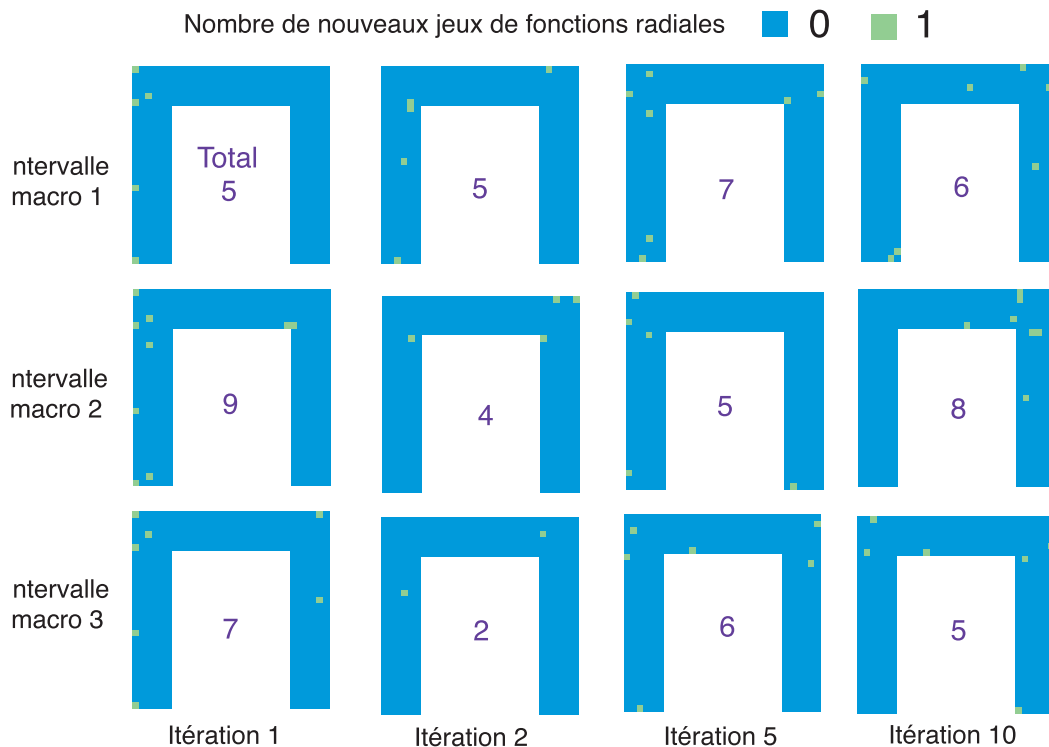 Nombre de nouveaux jeux de fonctions radiales 0 1
ntervalle
macro 1
Total
5
5
7
6
ntervalle
macro 2
9
4
5
8
ntervalle
macro 3
7
2
6
5
Itération 1
Itération 2
Itération 5
Itération 10